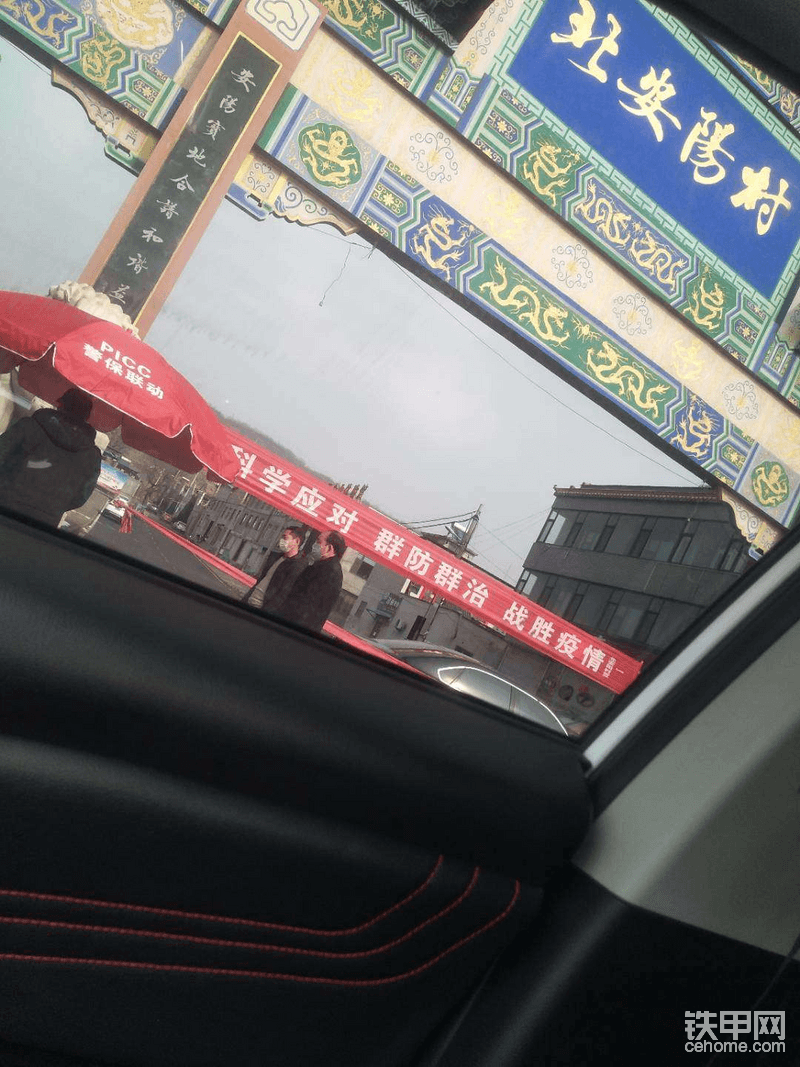 北安阳村
安阳宝地合谐和谐益
PICC
警保联动
科学应对 群防群治 战胜疫情
铁甲网
cehome.com